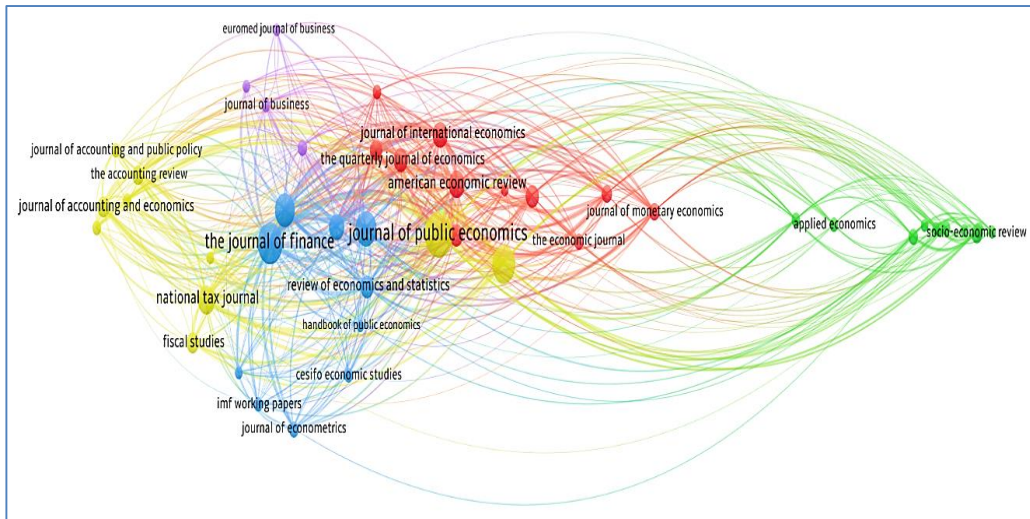 euromed journal of business
journal of business
journal of international economics
journal of accounting and public policy
the quarterly journal of economics
the accounting review
american economic review
journal of accounting and economics
journal of monetary economics
applied economics
socio-economic review
the journal of finance
journal of public economics
the economic journal
review of economics and statistics
national tax journal
handbook of public economics
fiscal studies
cesifo economic studies
imf working papers
journal of econometrics